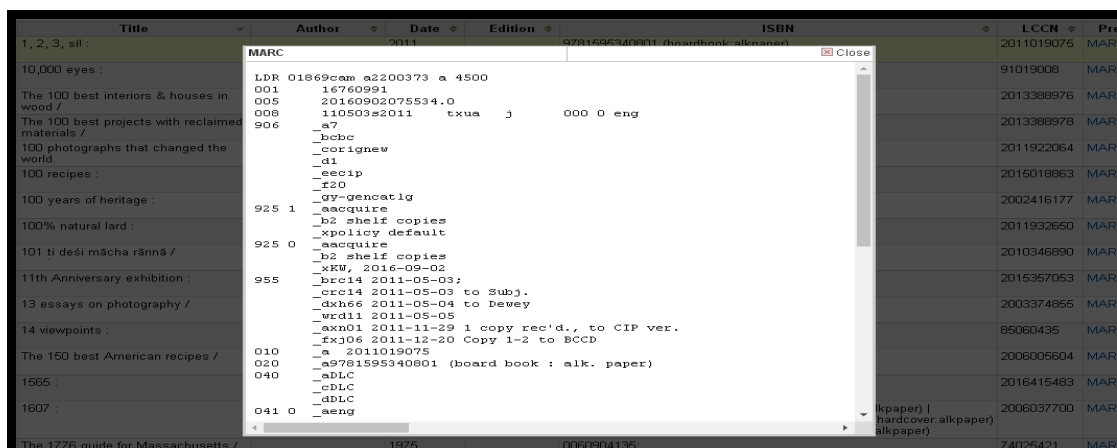 Title Author Date Edition ISBN LCCN Pre
1, 2, 3, sí! : 2011 9781595340801 (boardbook:alkpaper) 2011019075 MAR
10,000 eyes : 91019008 MAR
The 100 best interiors & houses in
wood / 2013388976 MAR
The 100 best projects with reclaimed
materials / 2013388978 MAR
100 photographs that changed the
world. 2011922064 MAR
100 recipes : 2015018863 MAR
100 years of heritage : 2002416177 MAR
100% natural lard : 2011932650 MAR
101 ṭi deśi mācha rānnā / 2010346890 MAR
11th Anniversary exhibition : 2015357053 MAR
13 essays on photography / 2003374855 MAR
14 viewpoints : 85060435 MAR
The 150 best American recipes / 2006005604 MAR
1565 : 2016415483 MAR
1607 : lkpaper) | 2006037700 MAR
hardcover:alkpaper)
alkpaper)
The 1776 guide for Massachusetts / 1975 0060904135; 74025421 MAR
MARC Close
LDR 01869cam a2200373 a 4500
001 16760991
005 20160902075534.0
008 110503s2011 txua j 000 0 eng
906 _a7
_bcbc
_corignew
_d1
_eecip
_f20
_gy-gencatlg
925 1 _aacquire
_b2 shelf copies
_xpolicy default
925 0 _aacquire
_b2 shelf copies
_xKW, 2016-09-02
955 _brc14 2011-05-03;
_crc14 2011-05-03 to Subj.
_dxh66 2011-05-04 to Dewey
_wrd11 2011-05-05
_axn01 2011-11-29 1 copy rec'd., to CIP ver.
_fxj06 2011-12-20 Copy 1-2 to BCCD
010 _a 2011019075
020 _a9781595340801 (board book : alk. paper)
040 _aDLC
_cDLC
_dDLC
041 0 _aeng